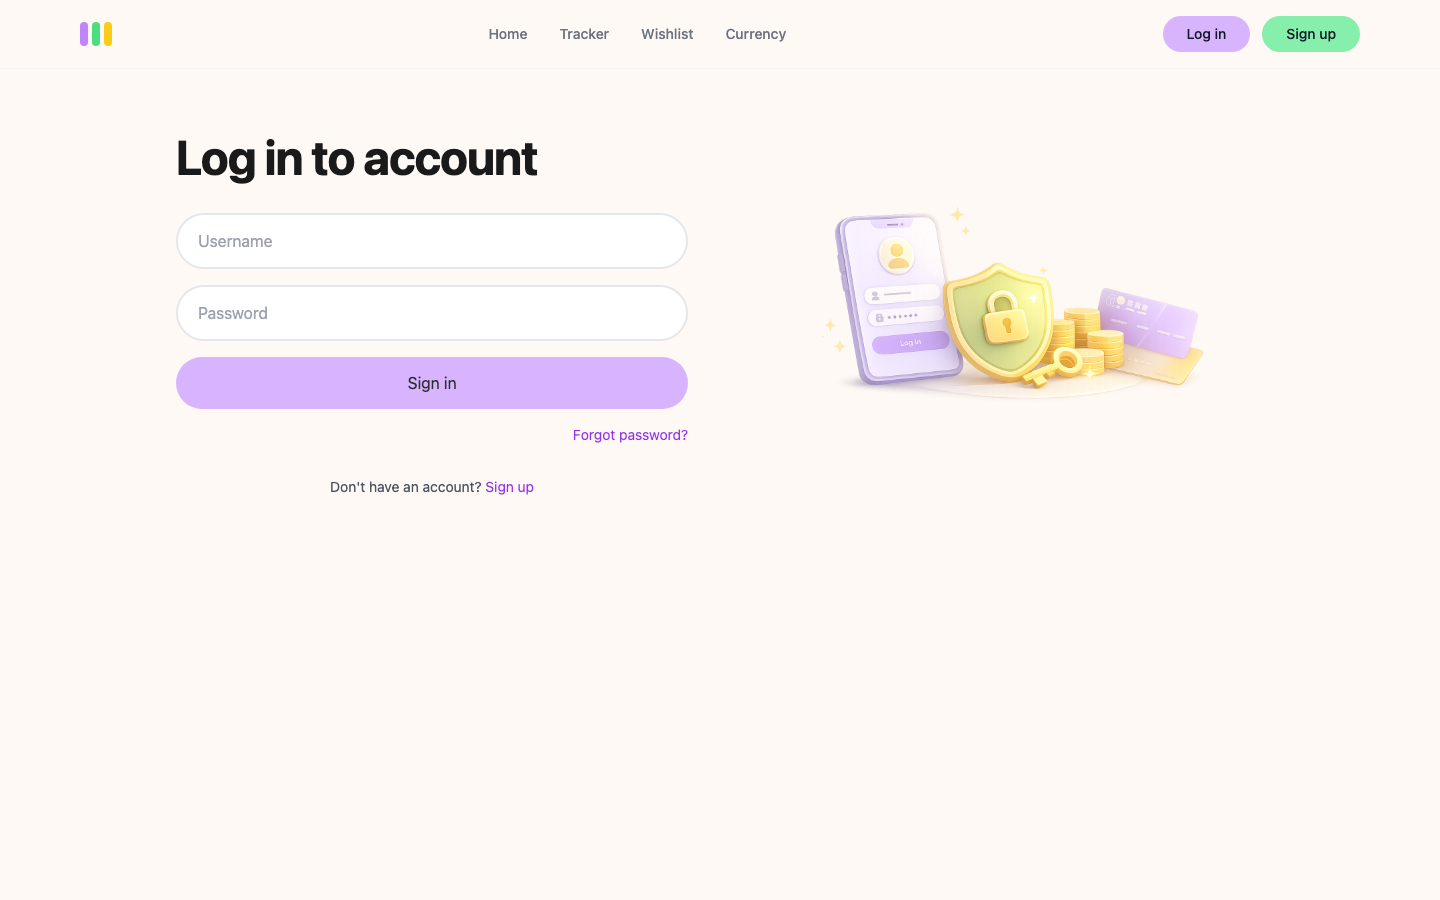 Home Tracker Wishlist Currency Log in Sign up
Log in to account
Username
Password
Sign in
Forgot password?
Don't have an account? Sign up
Log in